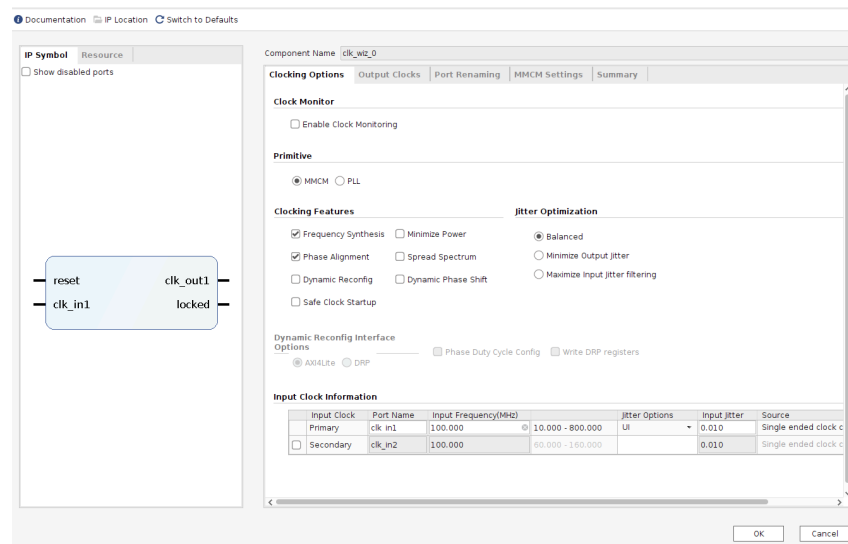 Documentation IP Location Switch to Defaults
IP Symbol Resource
Show disabled ports
reset clk_out1
clk_in1 locked
Component Name clk_wiz_0
Clocking Options Output Clocks Port Renaming MMCM Settings Summary
Clock Monitor
Enable Clock Monitoring
Primitive
MMCM PLL
Clocking Features Jitter Optimization
Frequency Synthesis Minimize Power Balanced
Phase Alignment Spread Spectrum Minimize Output Jitter
Dynamic Reconfig Dynamic Phase Shift Maximize Input Jitter filtering
Safe Clock Startup
Dynamic Reconfig Interface
Options
Phase Duty Cycle Config Write DRP registers
AXI4Lite DRP
Input Clock Information
Input Clock Port Name Input Frequency(MHz) Jitter Options Input Jitter Source
Primary clk_in1 100.000 10.000 - 800.000 UI 0.010 Single ended clock c
Secondary clk_in2 100.000 60.000 - 160.000 0.010 Single ended clock c
OK Cancel